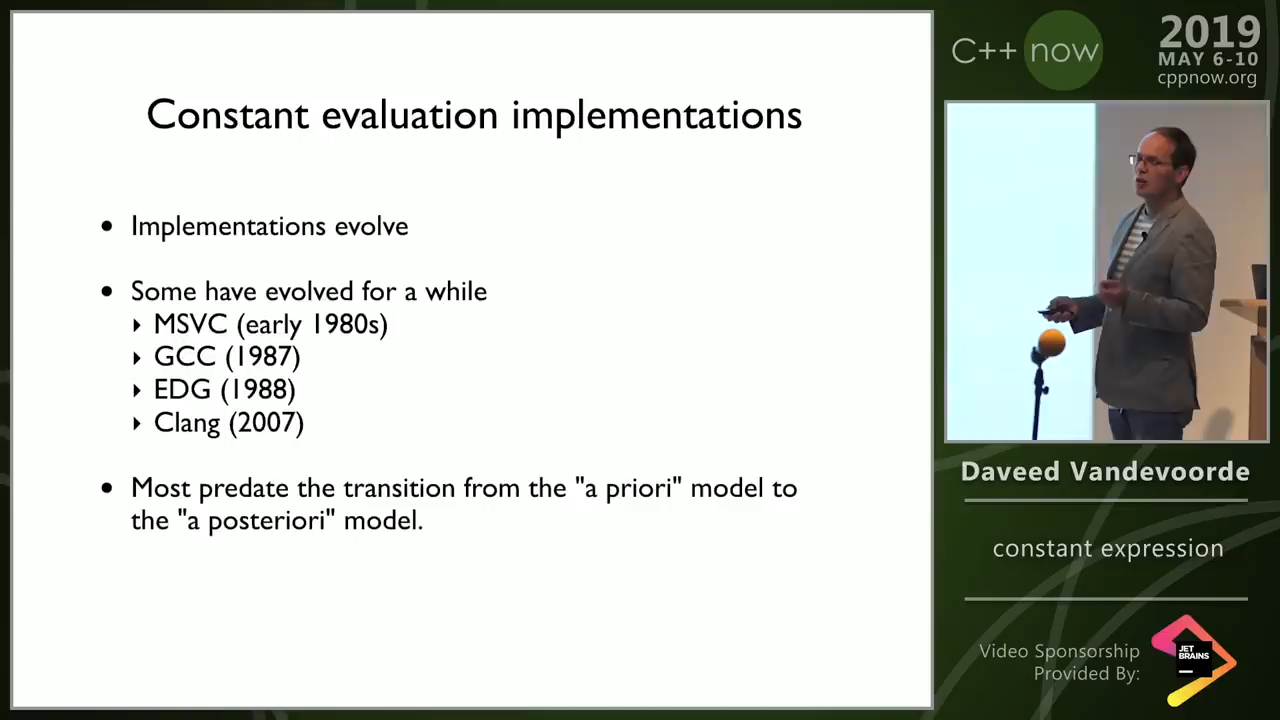 Constant evaluation implementations
• Implementations evolve
• Some have evolved for a while
‣ MSVC (early 1980s)
‣ GCC (1987)
‣ EDG (1988)
‣ Clang (2007)
• Most predate the transition from the "a priori" model to
the "a posteriori" model.
C++ now
2019
MAY 6-10
cppnow.org
Daveed Vandevoorde
constant expression
Video Sponsorship
Provided By:
JET
BRAINS